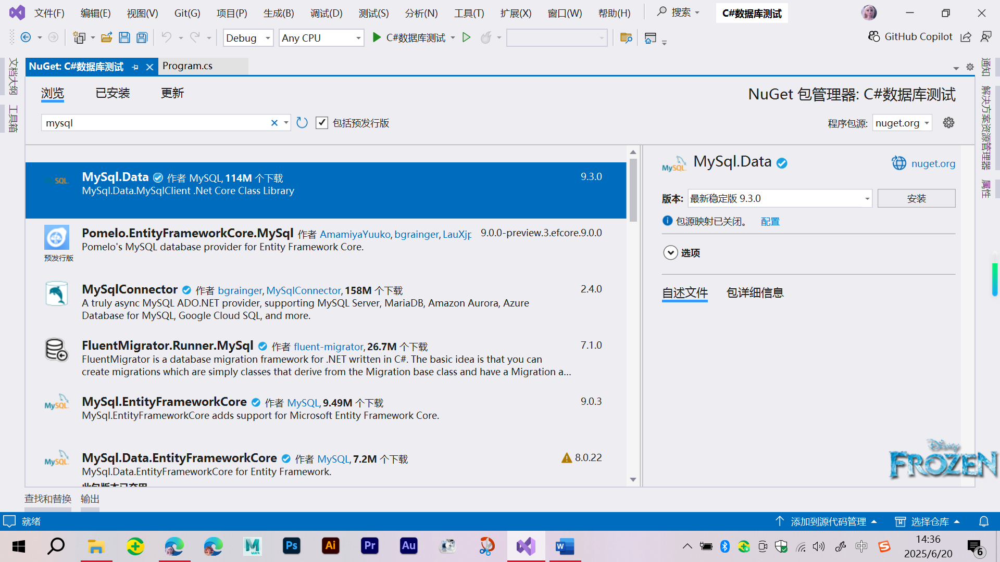 文件(F) 编辑(E) 视图(V) Git(G) 项目(P) 生成(B) 调试(D) 测试(S) 分析(N) 工具(T) 扩展(X) 窗口(W) 帮助(H) 搜索 C#数据库测试
Debug Any CPU C#数据库测试 GitHub Copilot
文档大纲
工具箱
NuGet: C#数据库测试 Program.cs
通知
解决方案资源管理器
属性
浏览 已安装 更新 NuGet 包管理器: C#数据库测试
mysql 包括预发行版 程序包源: nuget.org
MySql.Data 作者 MySQL, 114M 个下载 9.3.0
MySql.Data.MySqlClient .Net Core Class Library
Pomelo.EntityFrameworkCore.MySql 作者 AmamiyaYuuko, bgrainger, LauXjp 9.0.0-preview.3.efcore.9.0.0
Pomelo's MySQL database provider for Entity Framework Core.
预发行版
MySqlConnector 作者 bgrainger, MySqlConnector, 158M 个下载 2.4.0
A truly async MySQL ADO.NET provider, supporting MySQL Server, MariaDB, Amazon Aurora, Azure
Database for MySQL, Google Cloud SQL, and more.
FluentMigrator.Runner.MySql 作者 fluent-migrator, 26.7M 个下载 7.1.0
FluentMigrator is a database migration framework for .NET written in C#. The basic idea is that you can
create migrations which are simply classes that derive from the Migration base class and have a Migration a...
MySQL MySql.EntityFrameworkCore 作者 MySQL, 9.49M 个下载 9.0.3
MySql.EntityFrameworkCore adds support for Microsoft Entity Framework Core.
MySQL MySql.Data.EntityFrameworkCore 作者 MySQL, 7.2M 个下载 8.0.22
MySql.Data.EntityFrameworkCore for Entity Framework.
MySQL MySql.Data nuget.org
版本: 最新稳定版 9.3.0 安装
包源映射已关闭。 配置
选项
自述文件 包详细信息
Disney
FROZEN
查找和替换 输出
就绪 添加到源代码管理 选择仓库
MAYA Ps Ai Pr Au W 中 S 14:36
2025/6/20 6